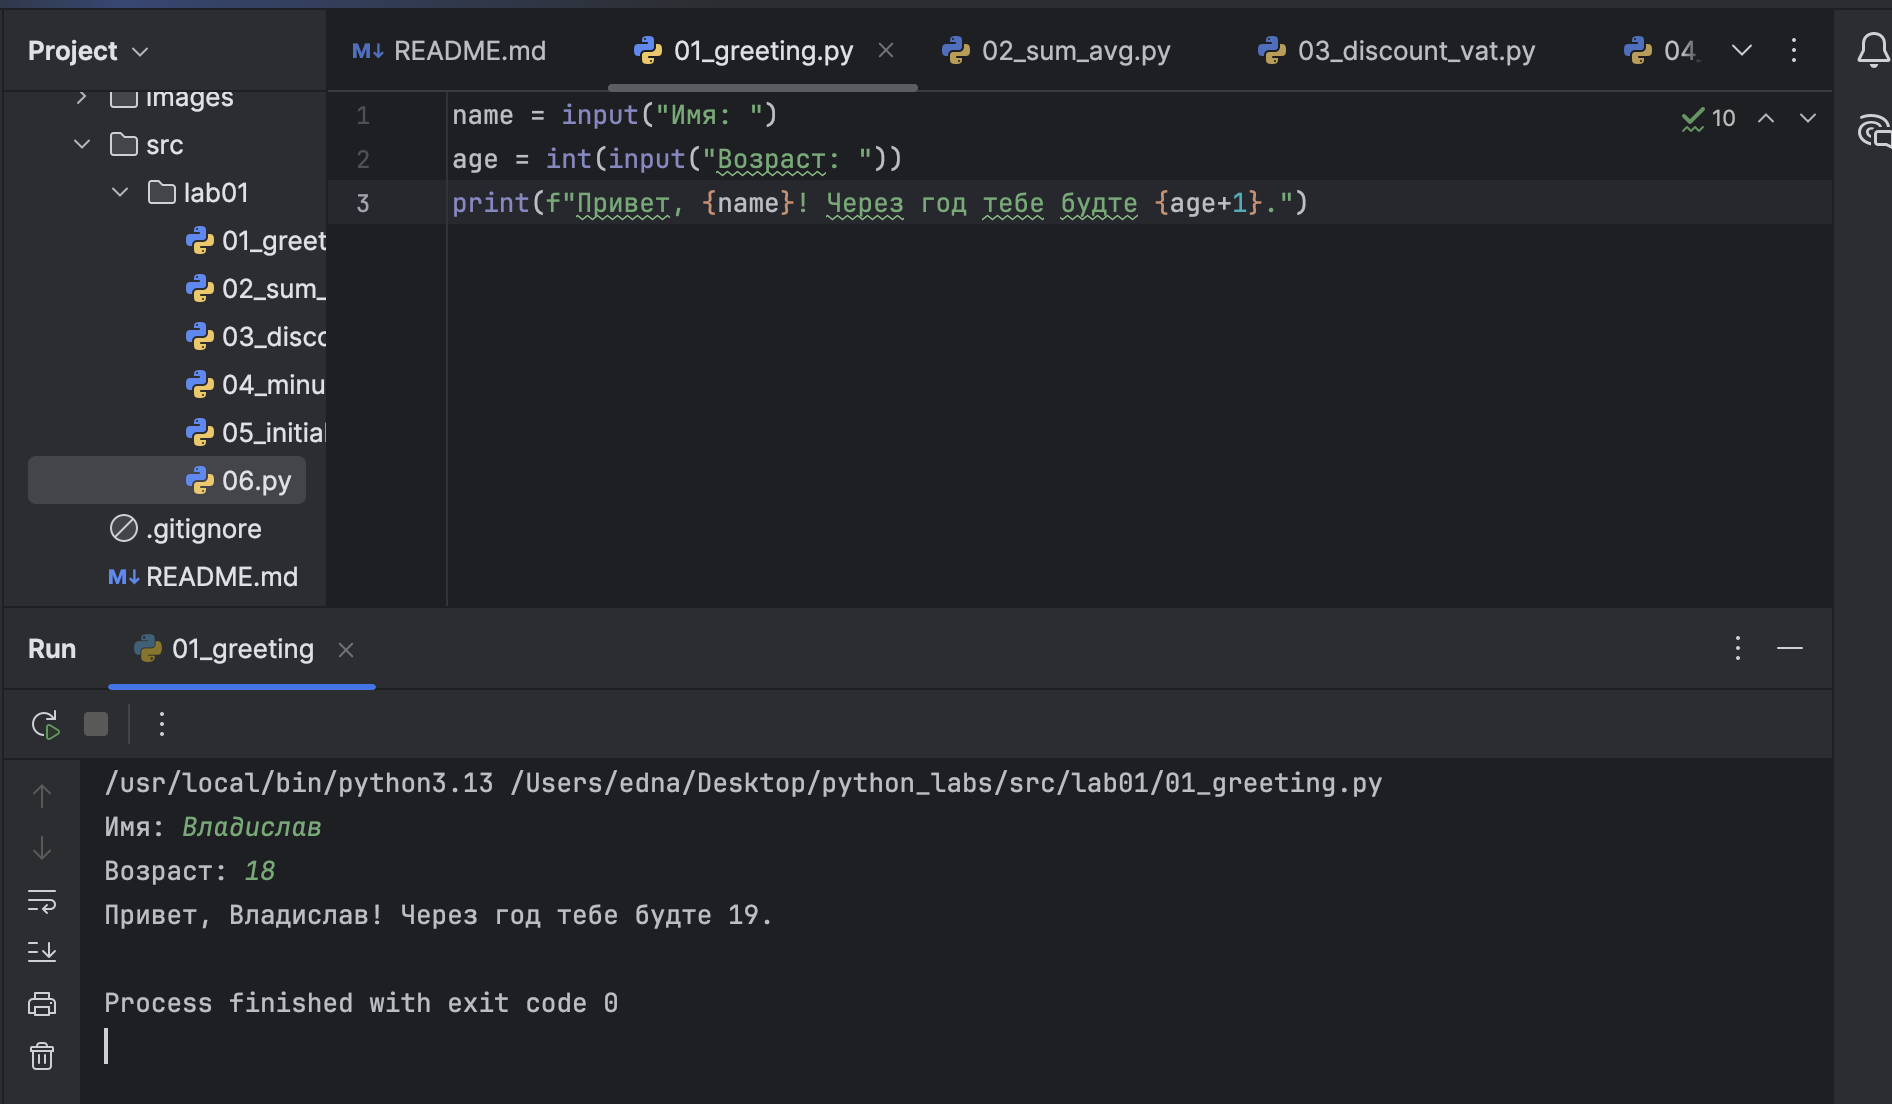 Project
README.md
01_greeting.py
02_sum_avg.py
03_discount_vat.py
04_
images
src
lab01
01_greet
02_sum_
03_disco
04_minu
05_initial
06.py
.gitignore
M↓ README.md
1 name = input("Имя: ")
2 age = int(input("Возраст: "))
3 print(f"Привет, {name}! Через год тебе будте {age+1}.")
10
Run
01_greeting
/usr/local/bin/python3.13 /Users/edna/Desktop/python_labs/src/lab01/01_greeting.py
Имя: Владислав
Возраст: 18
Привет, Владислав! Через год тебе будте 19.
Process finished with exit code 0